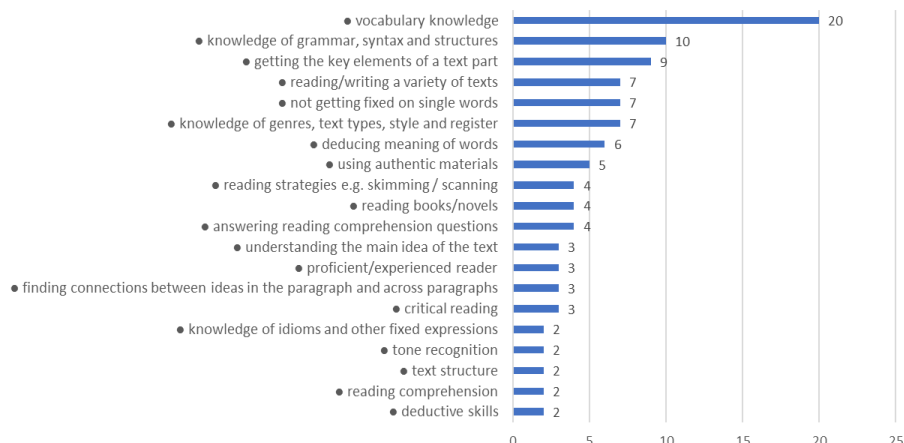 ● vocabulary knowledge 20
● knowledge of grammar, syntax and structures 10
● getting the key elements of a text part 9
● reading/writing a variety of texts 7
● not getting fixed on single words 7
● knowledge of genres, text types, style and register 7
● deducing meaning of words 6
● using authentic materials 5
● reading strategies e.g. skimming / scanning 4
● reading books/novels 4
● answering reading comprehension questions 4
● understanding the main idea of the text 3
● proficient/experienced reader 3
● finding connections between ideas in the paragraph and across paragraphs 3
● critical reading 3
● knowledge of idioms and other fixed expressions 2
● tone recognition 2
● text structure 2
● reading comprehension 2
● deductive skills 2
0 5 10 15 20 25